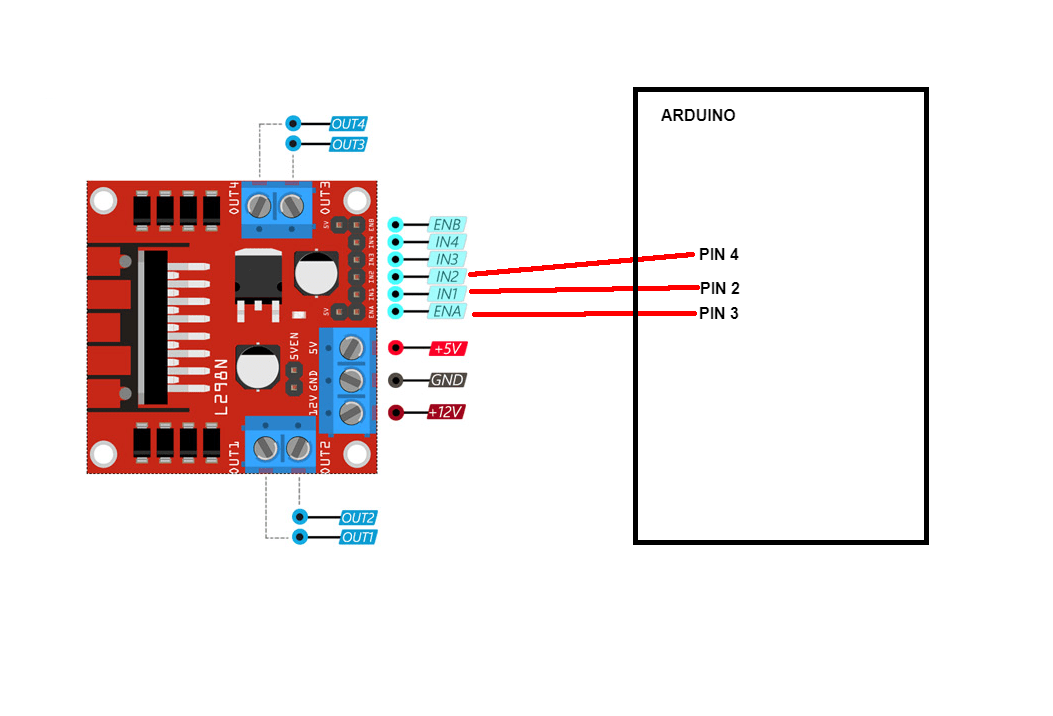 ARDUINO
OUT4
OUT3
OUT4
OUT3
5V
ENB
IN4
IN3
IN2
IN1
ENA
5V
ENB
IN4
IN3
IN2
IN1
ENA
PIN 4
PIN 2
PIN 3
5VEN
5V
GND
12V
+5V
GND
+12V
L298N
OUT1
OUT2
OUT2
OUT1